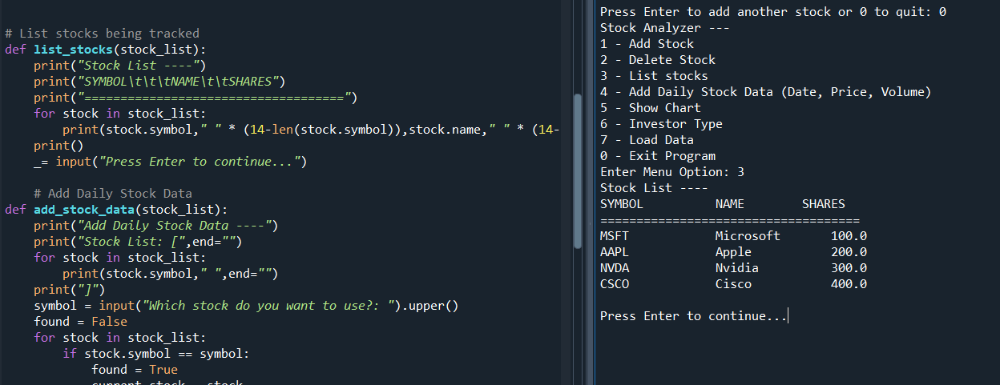 # List stocks being tracked
def list_stocks(stock_list):
    print("Stock List ----")
    print("SYMBOL\t\t\tNAME\t\tSHARES")
    print("====================================")
    for stock in stock_list:
        print(stock.symbol," " * (14-len(stock.symbol)),stock.name," " * (14-
    print()
    _= input("Press Enter to continue...")
    # Add Daily Stock Data
def add_stock_data(stock_list):
    print("Add Daily Stock Data ----")
    print("Stock List: [",end="")
    for stock in stock_list:
        print(stock.symbol," ",end="")
    print("]")
    symbol = input("Which stock do you want to use?: ").upper()
    found = False
    for stock in stock_list:
        if stock.symbol == symbol:
            found = True
            current_stock = stock
Press Enter to add another stock or 0 to quit: 0
Stock Analyzer ---
1 - Add Stock
2 - Delete Stock
3 - List stocks
4 - Add Daily Stock Data (Date, Price, Volume)
5 - Show Chart
6 - Investor Type
7 - Load Data
0 - Exit Program
Enter Menu Option: 3
Stock List ----
SYMBOL          NAME        SHARES
====================================
MSFT            Microsoft       100.0
AAPL            Apple           200.0
NVDA            Nvidia          300.0
CSCO            Cisco           400.0
Press Enter to continue...